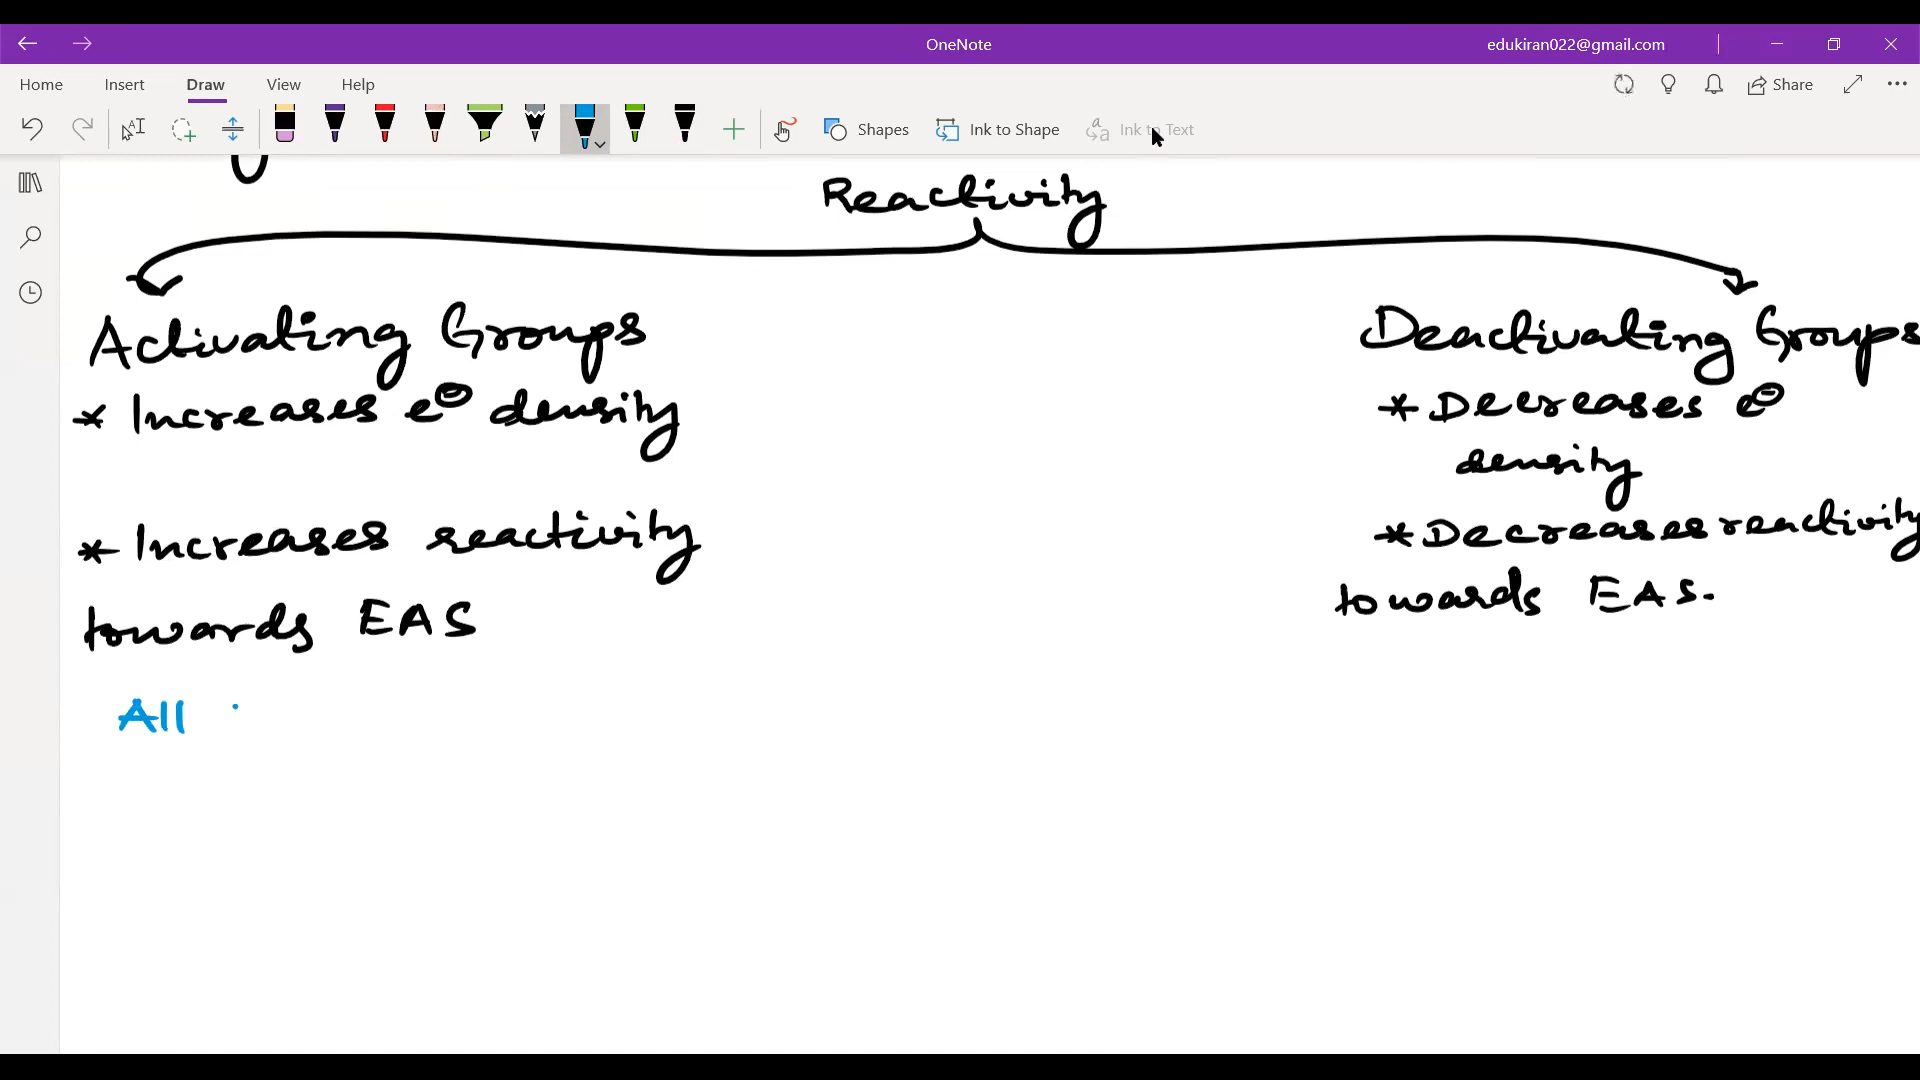 OneNote
edukiran022@gmail.com
Home Insert Draw View Help
Share
Shapes
Ink to Shape
Ink to Text
Reactivity
Activating Groups
* Increases e⊖ density
* Increases reactivity
towards EAS
All
Deactivating Groups
* Decreases e⊖
density
* Decreases reactivity
towards EAS.